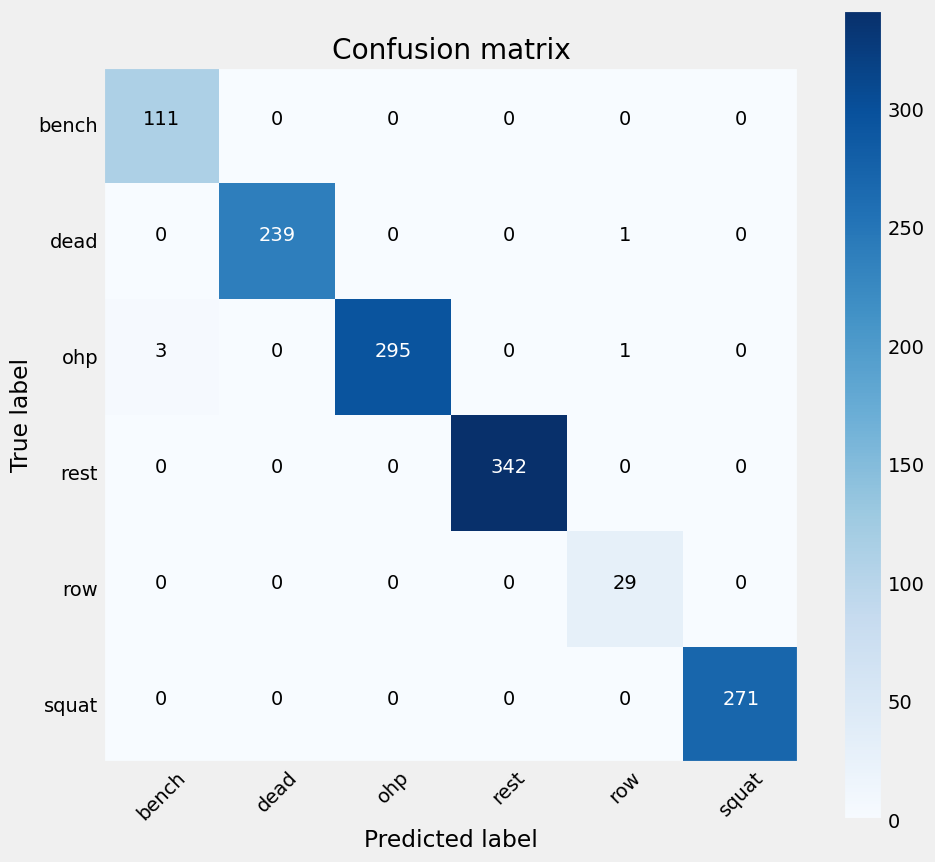 Confusion matrix
bench 111 0 0 0 0 0
dead 0 239 0 0 1 0
ohp 3 0 295 0 1 0
rest 0 0 0 342 0 0
row 0 0 0 0 29 0
squat 0 0 0 0 0 271
bench dead ohp rest row squat
True label
Predicted label
300
250
200
150
100
50
0